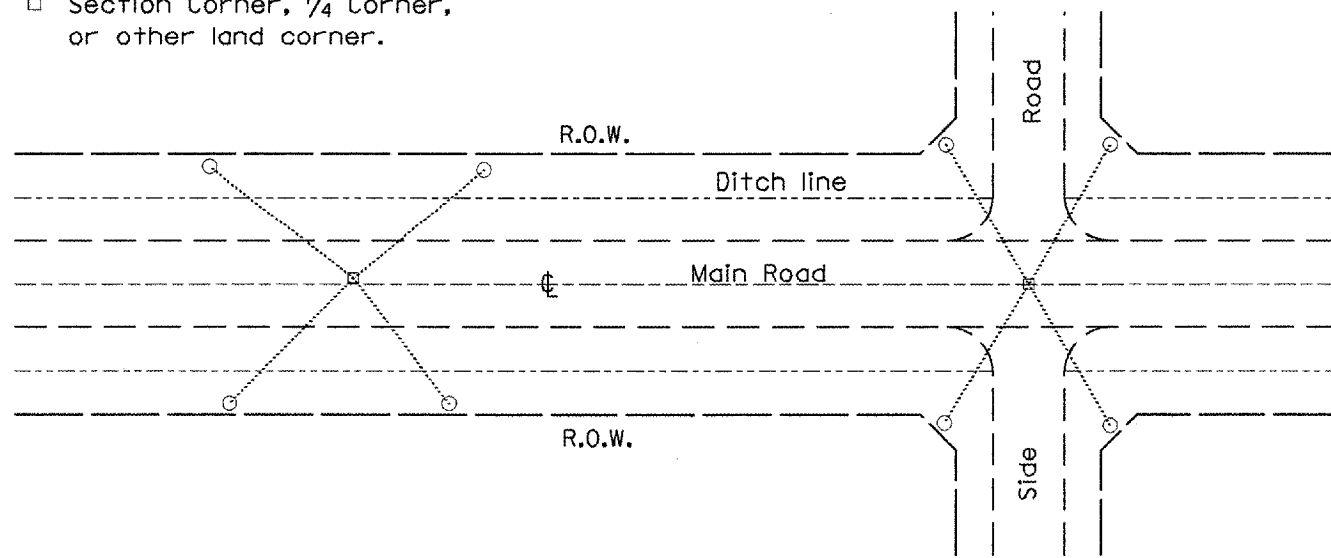 □ Section Corner, 1/4 Corner,
or other land corner.
Road
R.O.W.
Ditch line
℄
Main Road
R.O.W.
Side